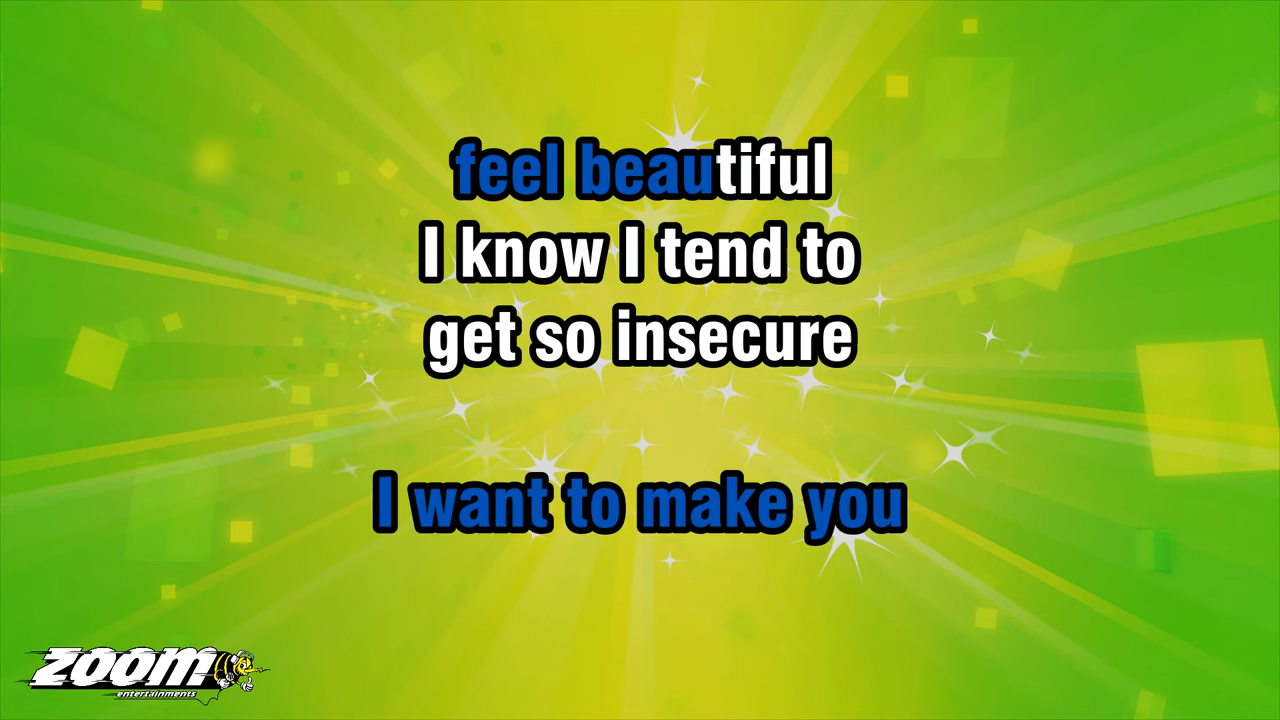 feel beautiful
I know I tend to
get so insecure
I want to make you
zoom
entertainments